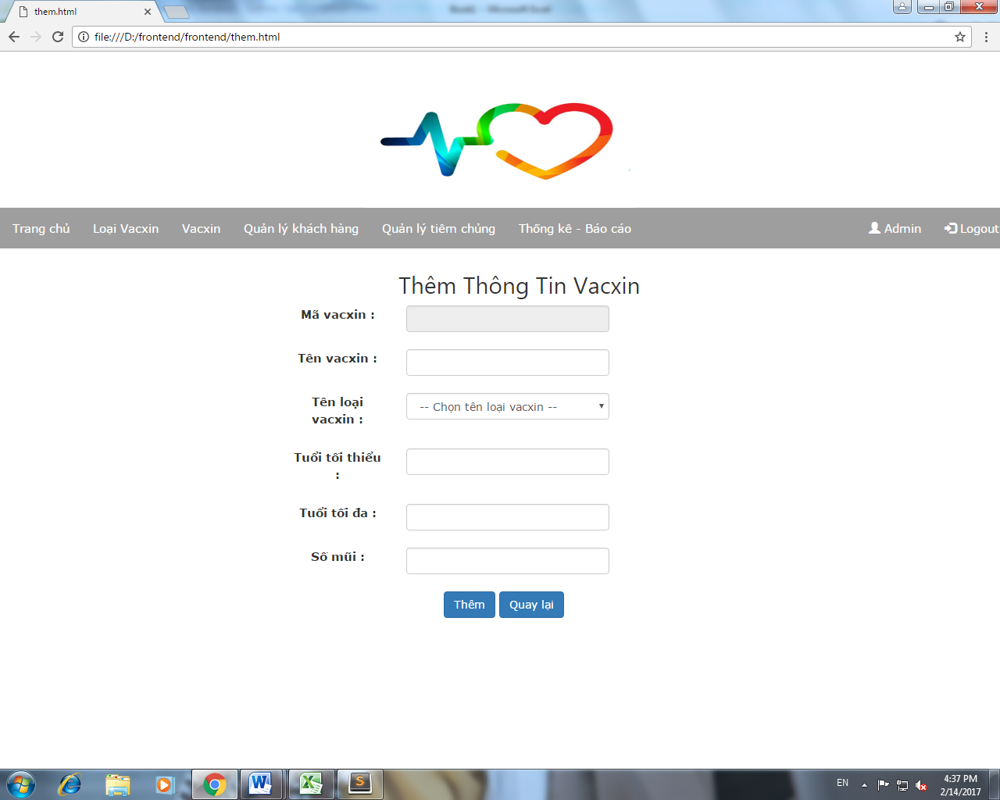 them.html
Book1 - Microsoft Excel
file:///D:/frontend/frontend/them.html
Trang chủ Loại Vacxin Vacxin Quản lý khách hàng Quản lý tiêm chủng Thống kê - Báo cáo Admin Logout
Thêm Thông Tin Vacxin
Mã vacxin :
Tên vacxin :
Tên loại
vacxin :
-- Chọn tên loại vacxin --
Tuổi tối thiểu
:
Tuổi tối đa :
Số mũi :
Thêm Quay lại
EN
4:37 PM
2/14/2017